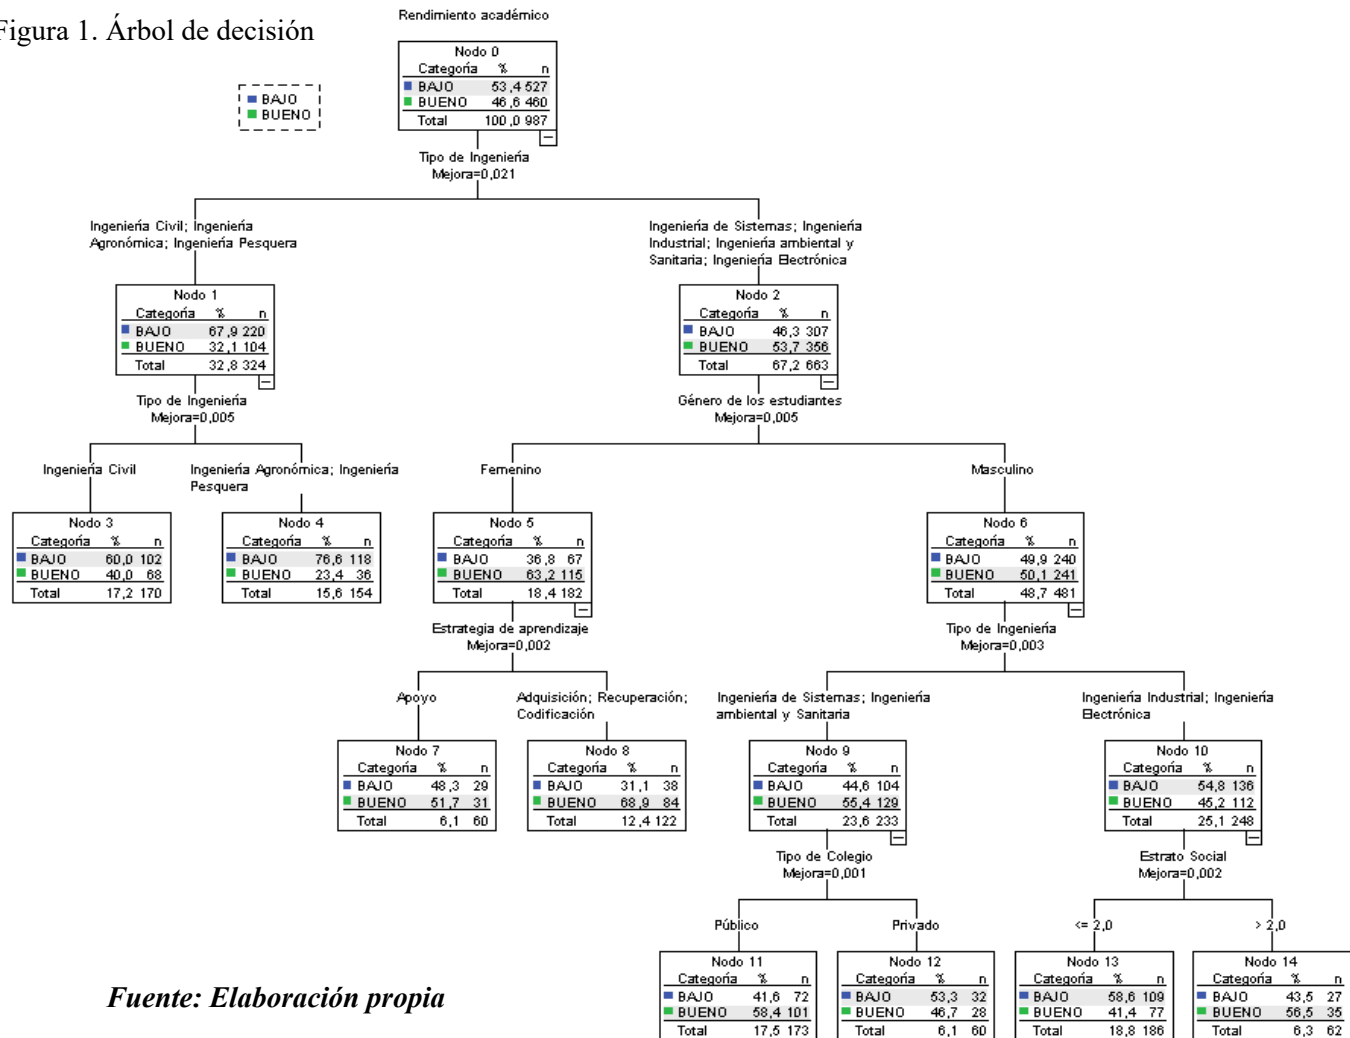 Figura 1. Árbol de decisión
Rendimiento académico
BAJO
BUENO
Nodo 0
Categoría % n
BAJO 53,4 527
BUENO 46,6 460
Total 100,0 987
Tipo de Ingeniería
Mejora=0,021
Ingeniería Civil; Ingeniería
Agronómica; Ingeniería Pesquera
Ingeniería de Sistemas; Ingeniería
Industrial; Ingeniería ambiental y
Sanitaria; Ingeniería Electrónica
Nodo 1
Categoría % n
BAJO 67,9 220
BUENO 32,1 104
Total 32,8 324
Tipo de Ingeniería
Mejora=0,005
Nodo 2
Categoría % n
BAJO 46,3 307
BUENO 53,7 356
Total 67,2 663
Género de los estudiantes
Mejora=0,005
Ingeniería Civil
Ingeniería Agronómica; Ingeniería
Pesquera
Femenino
Masculino
Nodo 3
Categoría % n
BAJO 60,0 102
BUENO 40,0 68
Total 17,2 170
Nodo 4
Categoría % n
BAJO 76,6 118
BUENO 23,4 36
Total 15,6 154
Nodo 5
Categoría % n
BAJO 36,8 67
BUENO 63,2 115
Total 18,4 182
Estrategia de aprendizaje
Mejora=0,002
Nodo 6
Categoría % n
BAJO 49,9 240
BUENO 50,1 241
Total 48,7 481
Tipo de Ingeniería
Mejora=0,003
Apoyo
Adquisición; Recuperación;
Codificación
Ingeniería de Sistemas; Ingeniería
ambiental y Sanitaria
Ingeniería Industrial; Ingeniería
Electrónica
Nodo 7
Categoría % n
BAJO 48,3 29
BUENO 51,7 31
Total 6,1 60
Nodo 8
Categoría % n
BAJO 31,1 38
BUENO 68,9 84
Total 12,4 122
Nodo 9
Categoría % n
BAJO 44,6 104
BUENO 55,4 129
Total 23,6 233
Tipo de Colegio
Mejora=0,001
Nodo 10
Categoría % n
BAJO 54,8 136
BUENO 45,2 112
Total 25,1 248
Estrato Social
Mejora=0,002
Público
Privado
<= 2,0
> 2,0
Nodo 11
Categoría % n
BAJO 41,6 72
BUENO 58,4 101
Total 17,5 173
Nodo 12
Categoría % n
BAJO 53,3 32
BUENO 46,7 28
Total 6,1 60
Nodo 13
Categoría % n
BAJO 58,6 109
BUENO 41,4 77
Total 18,8 186
Nodo 14
Categoría % n
BAJO 43,5 27
BUENO 56,5 35
Total 6,3 62
Fuente: Elaboración propia